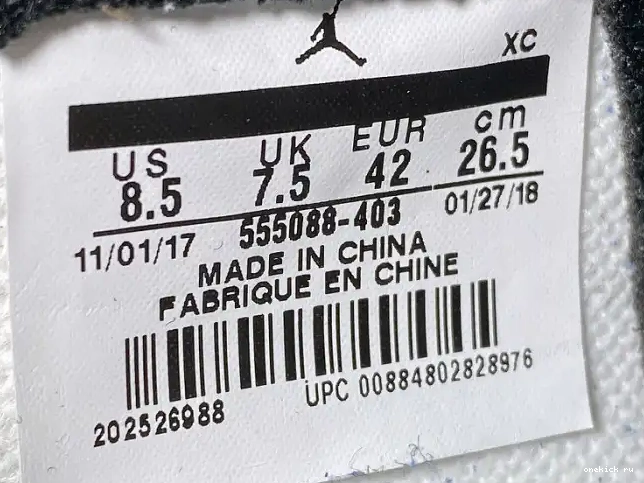 XC
US UK EUR cm
8.5 7.5 42 26.5
11/01/17 555088-403 01/27/18
MADE IN CHINA
FABRIQUE EN CHINE
202526988 UPC 00884802828976
onekick ru